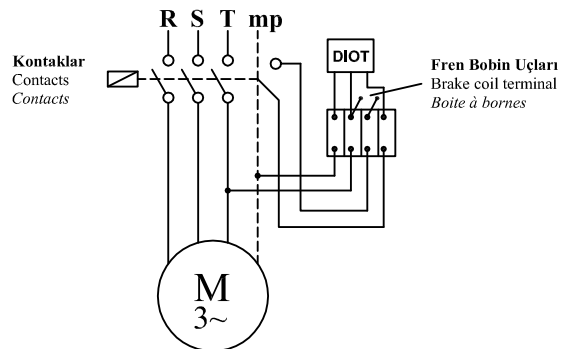 R S T mp
Kontaklar
Contacts
Contacts
DIOT
Fren Bobin Uçları
Brake coil terminal
Boite à bornes
M
3~